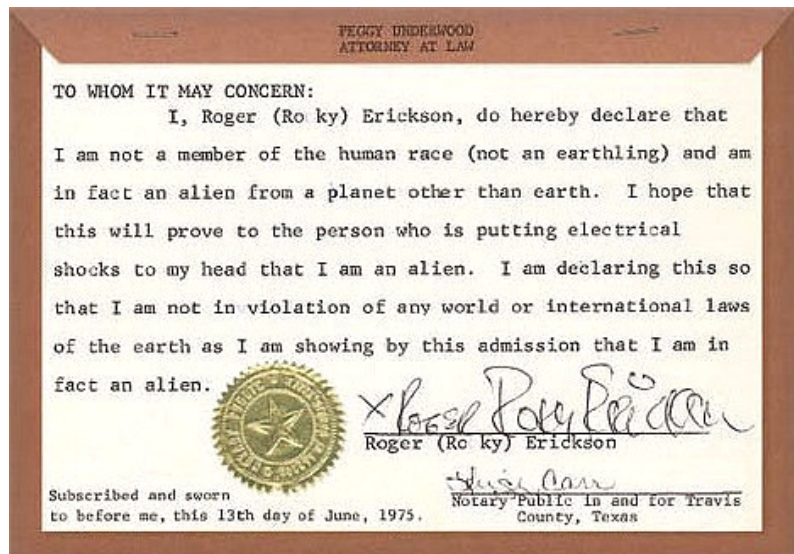 PEGGY UNDERWOOD
ATTORNEY AT LAW
TO WHOM IT MAY CONCERN:
I, Roger (Ro ky) Erickson, do hereby declare that
I am not a member of the human race (not an earthling) and am
in fact an alien from a planet other than earth. I hope that
this will prove to the person who is putting electrical
shocks to my head that I am an alien. I am declaring this so
that I am not in violation of any world or international laws
of the earth as I am showing by this admission that I am in
fact an alien.
X Roger
Roger (Ro ky) Erickson
Carr
Subscribed and sworn
to before me, this 13th day of June, 1975.
Notary Public in and for Travis
County, Texas